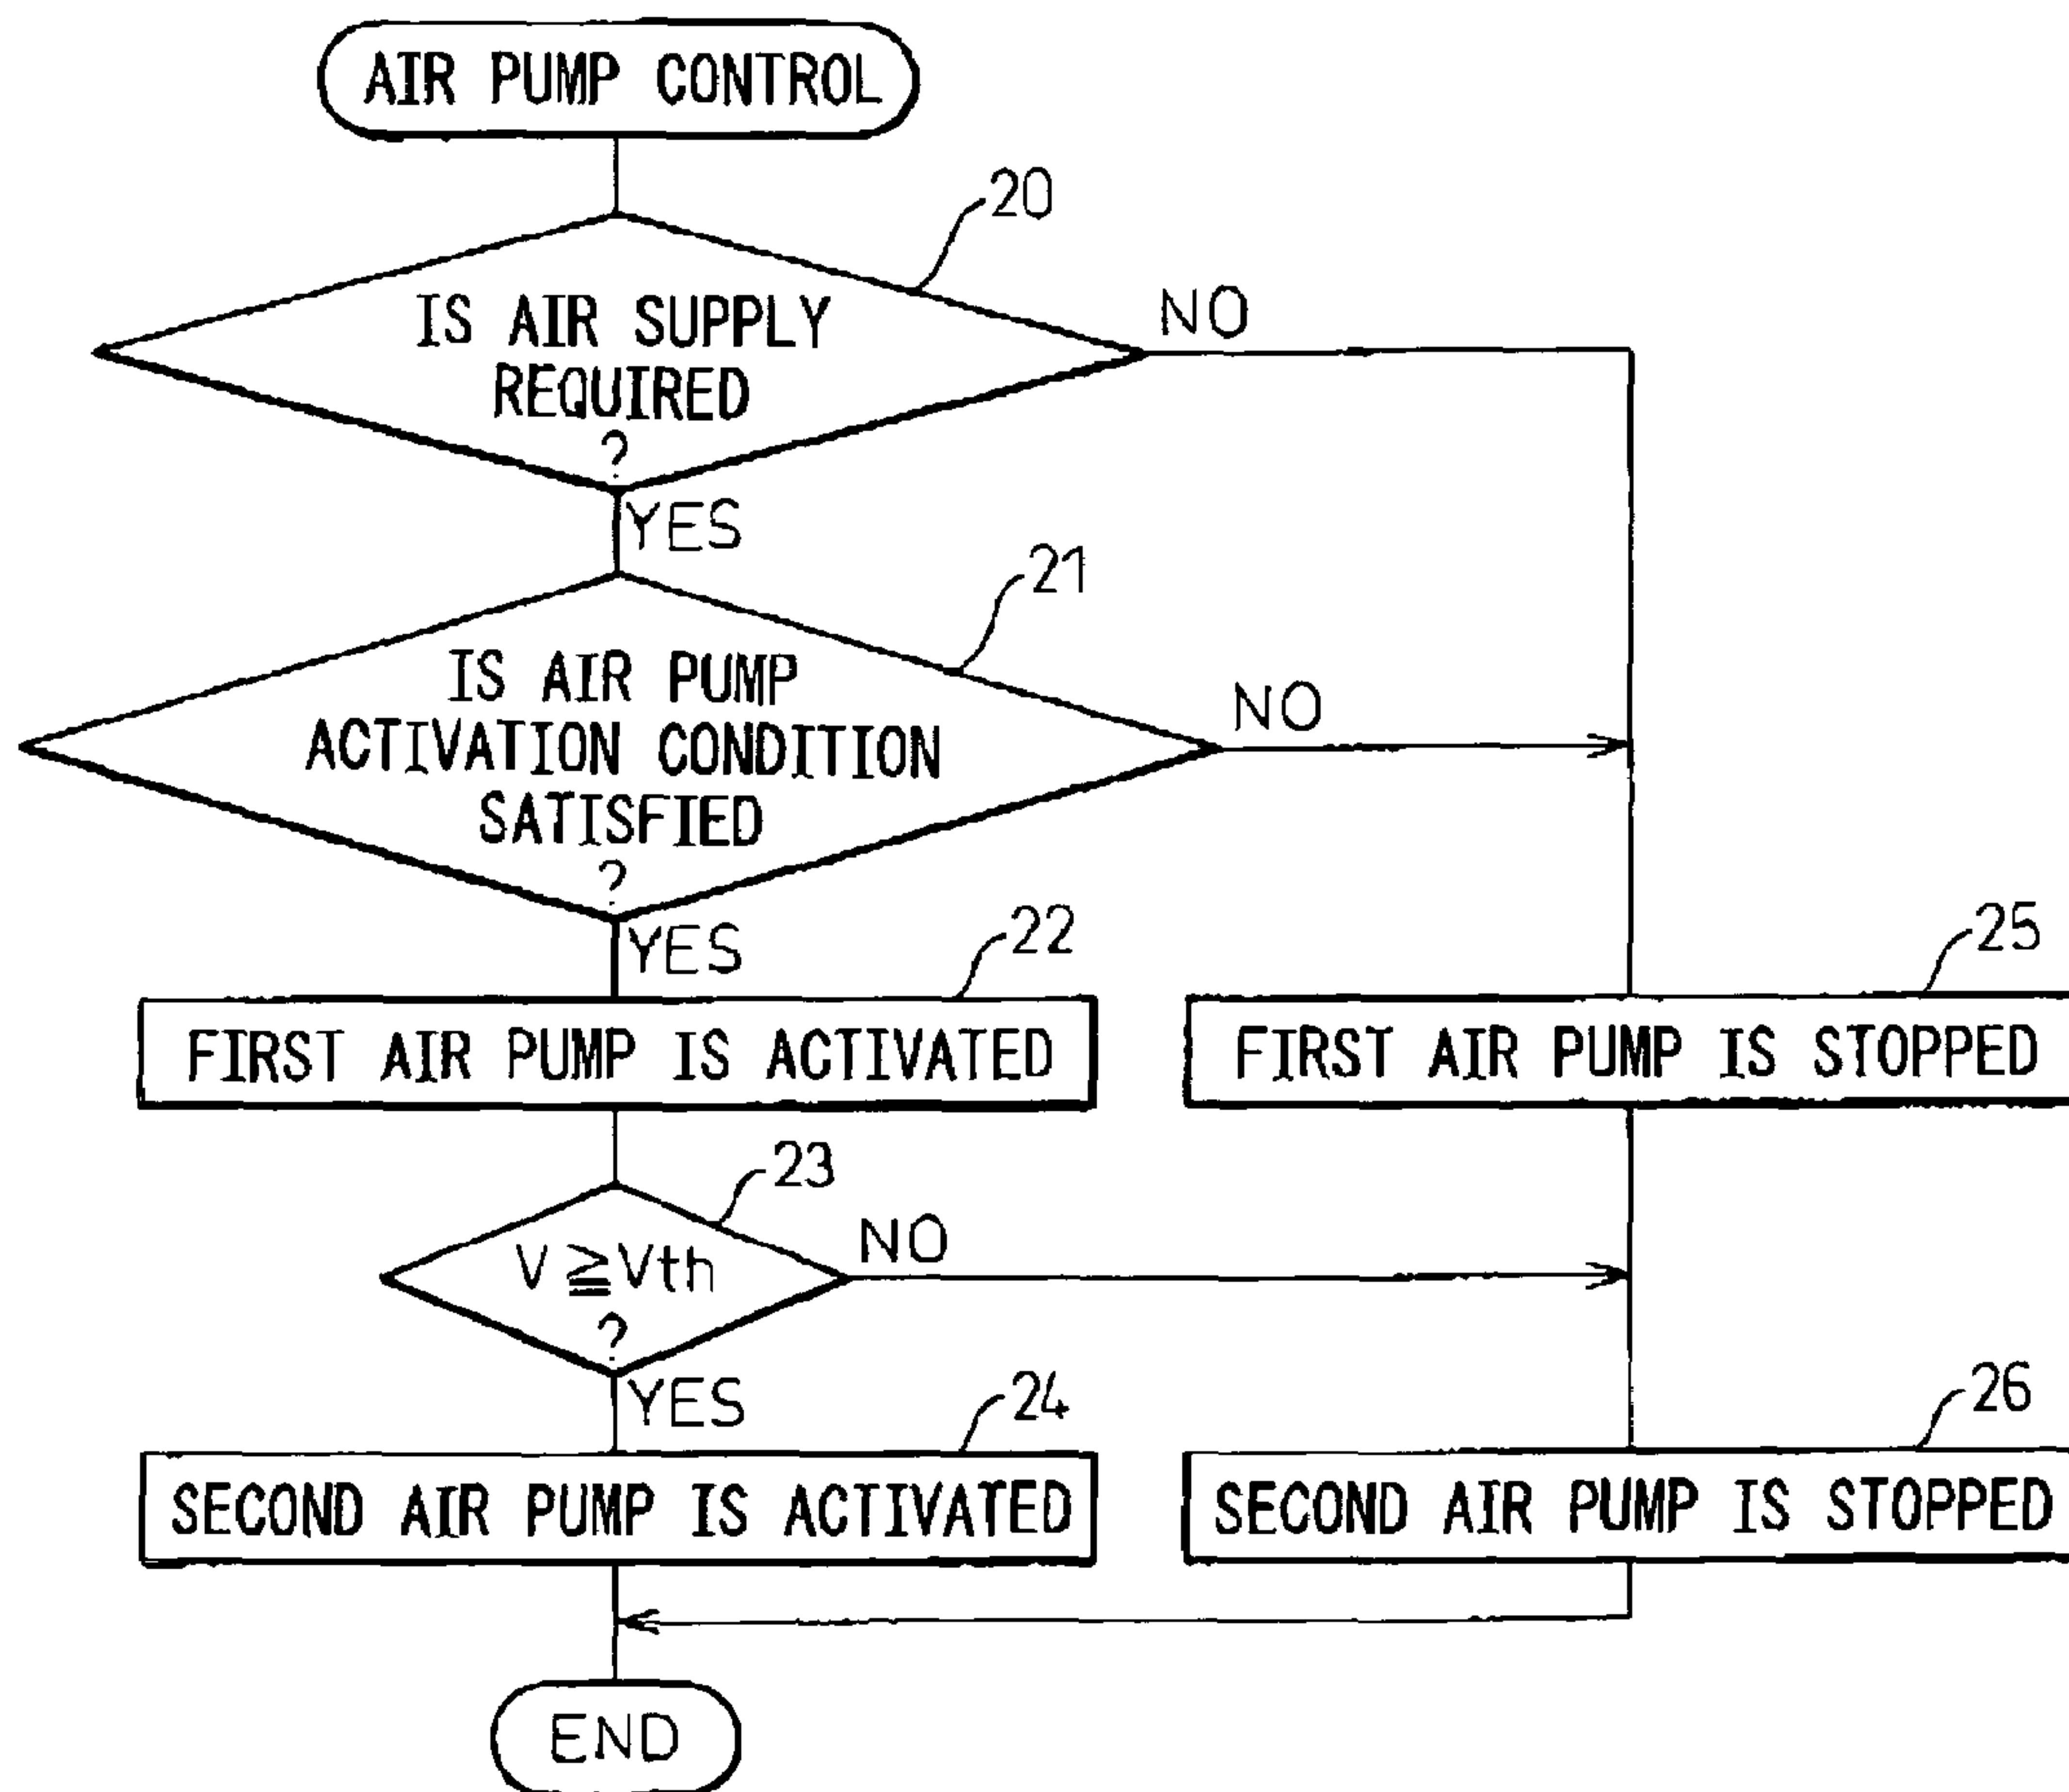 AIR PUMP CONTROL
20
IS AIR SUPPLY
REQUIRED
?
NO
YES
21
IS AIR PUMP
ACTIVATION CONDITION
SATISFIED
?
NO
YES
22
FIRST AIR PUMP IS ACTIVATED
25
FIRST AIR PUMP IS STOPPED
23
V ≧ Vth
?
NO
YES
24
SECOND AIR PUMP IS ACTIVATED
26
SECOND AIR PUMP IS STOPPED
END